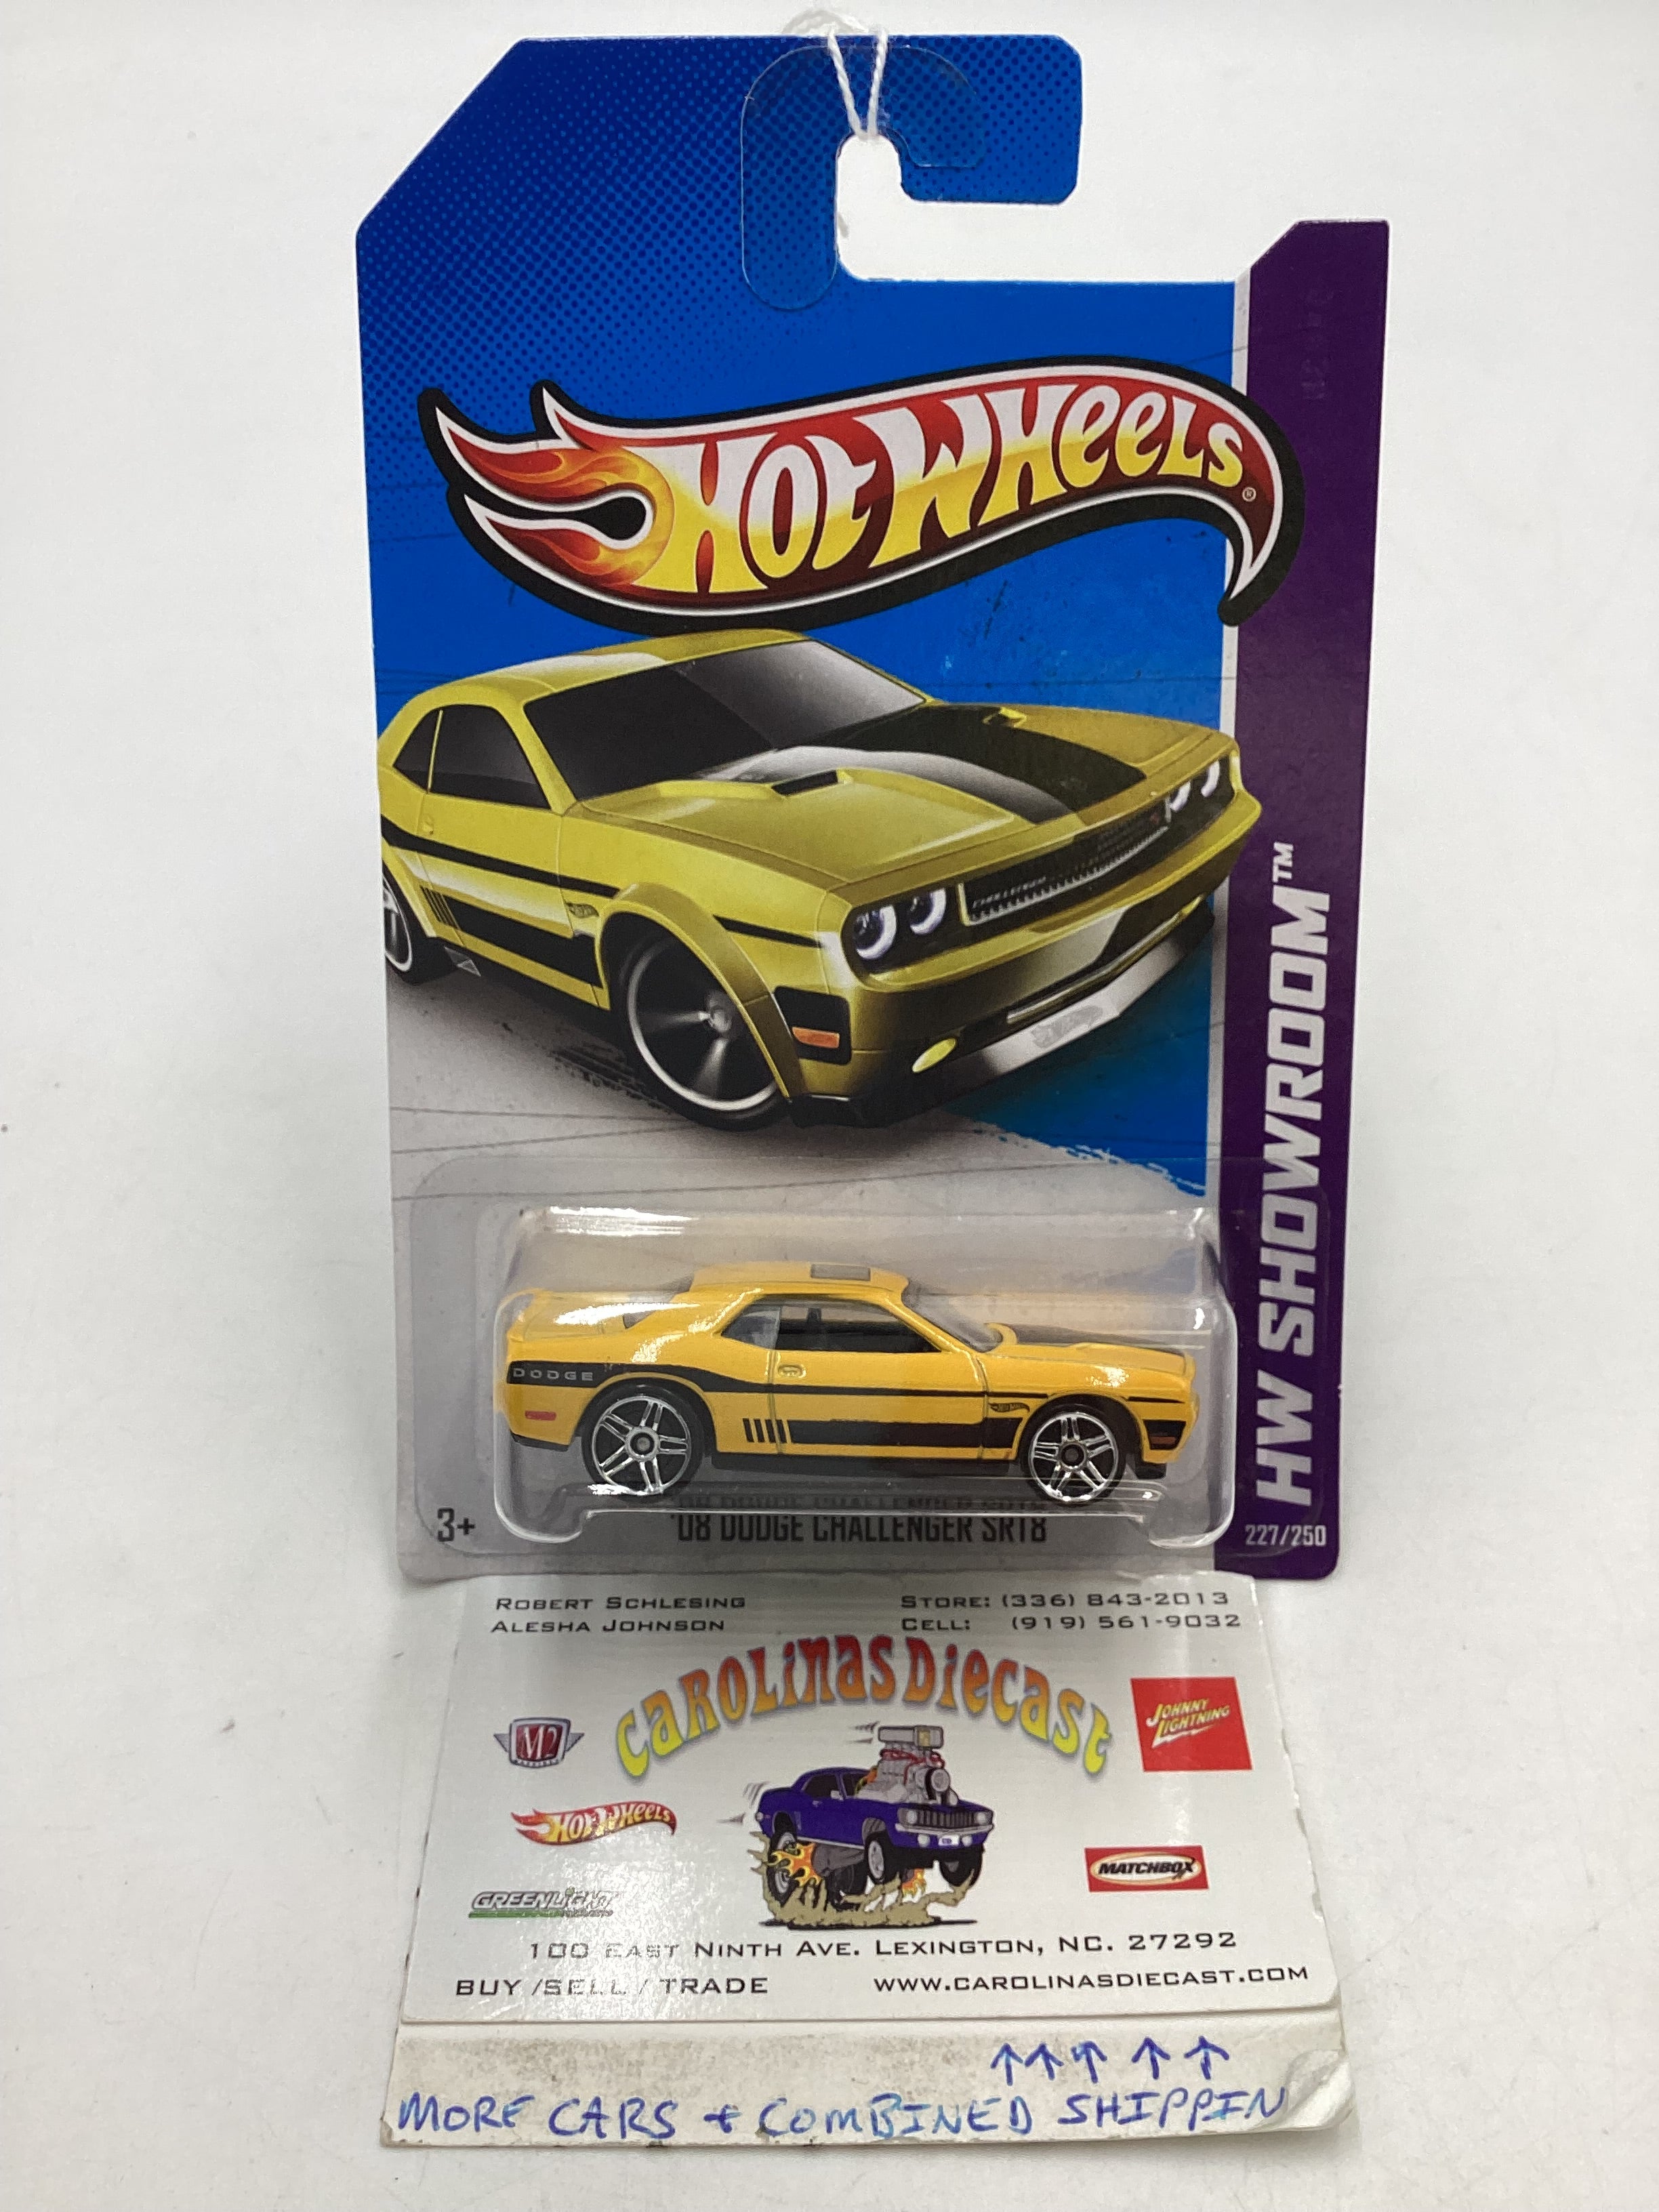 HOT WHEELS®
HW SHOWROOM™
DODGE
3+
'08 DODGE CHALLENGER SRT8
227/250
ROBERT SCHLESING
ALESHA JOHNSON
STORE: (336) 843-2013
CELL: (919) 561-9032
CAROLINAS DIECAST
M2
JOHNNY LIGHTNING
HOT WHEELS
MATCHBOX
GREENLIGHT
100 EAST NINTH AVE. LEXINGTON, NC. 27292
BUY /SELL / TRADE WWW.CAROLINASDIECAST.COM
MORE CARS + COMBINED SHIPPIN